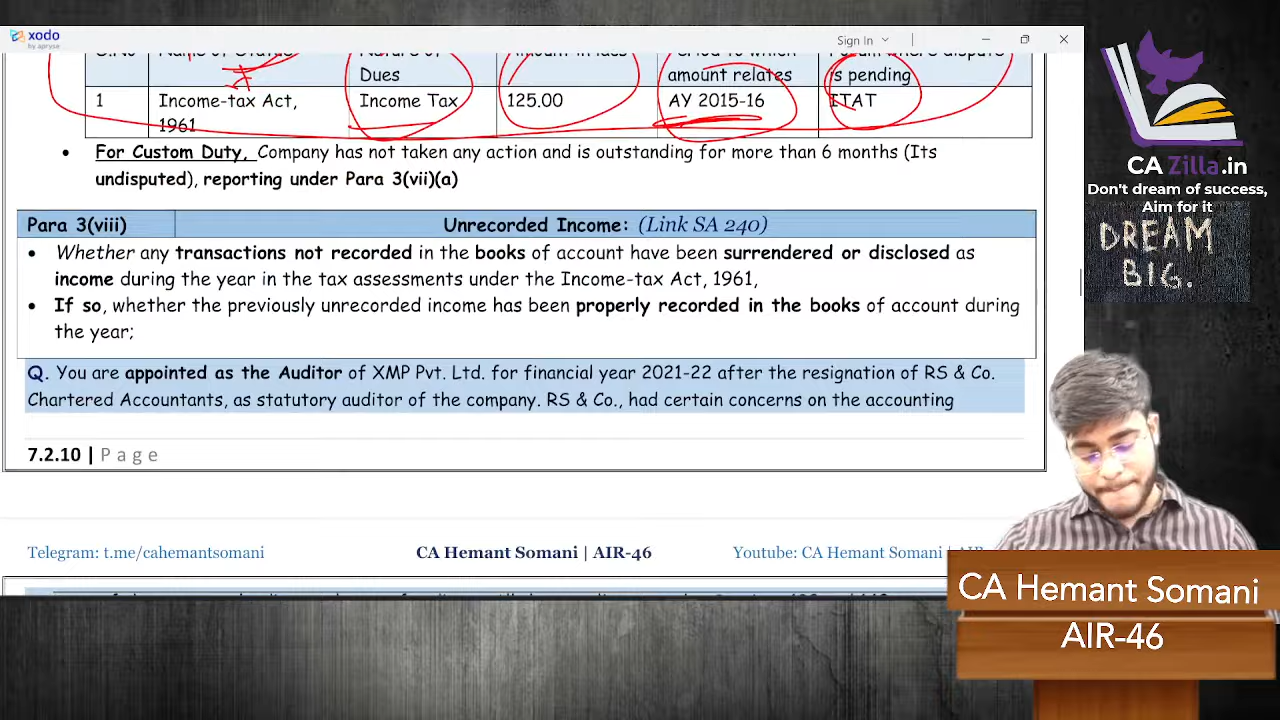 xodo
by apryse
Sign In
Dues
amount relates
is pending
1
Income-tax Act,
1961
Income Tax
125.00
AY 2015-16
ITAT
• For Custom Duty, Company has not taken any action and is outstanding for more than 6 months (Its
undisputed), reporting under Para 3(vii)(a)
Para 3(viii)
Unrecorded Income: (Link SA 240)
• Whether any transactions not recorded in the books of account have been surrendered or disclosed as
income during the year in the tax assessments under the Income-tax Act, 1961,
• If so, whether the previously unrecorded income has been properly recorded in the books of account during
the year;
Q. You are appointed as the Auditor of XMP Pvt. Ltd. for financial year 2021-22 after the resignation of RS & Co.
Chartered Accountants, as statutory auditor of the company. RS & Co., had certain concerns on the accounting
7.2.10 | Page
Telegram: t.me/cahemantsomani
CA Hemant Somani | AIR-46
Youtube: CA Hemant Somani |
CA Zilla.in
Don't dream of success,
Aim for it
DREAM
BIG.
CA Hemant Somani
AIR-46